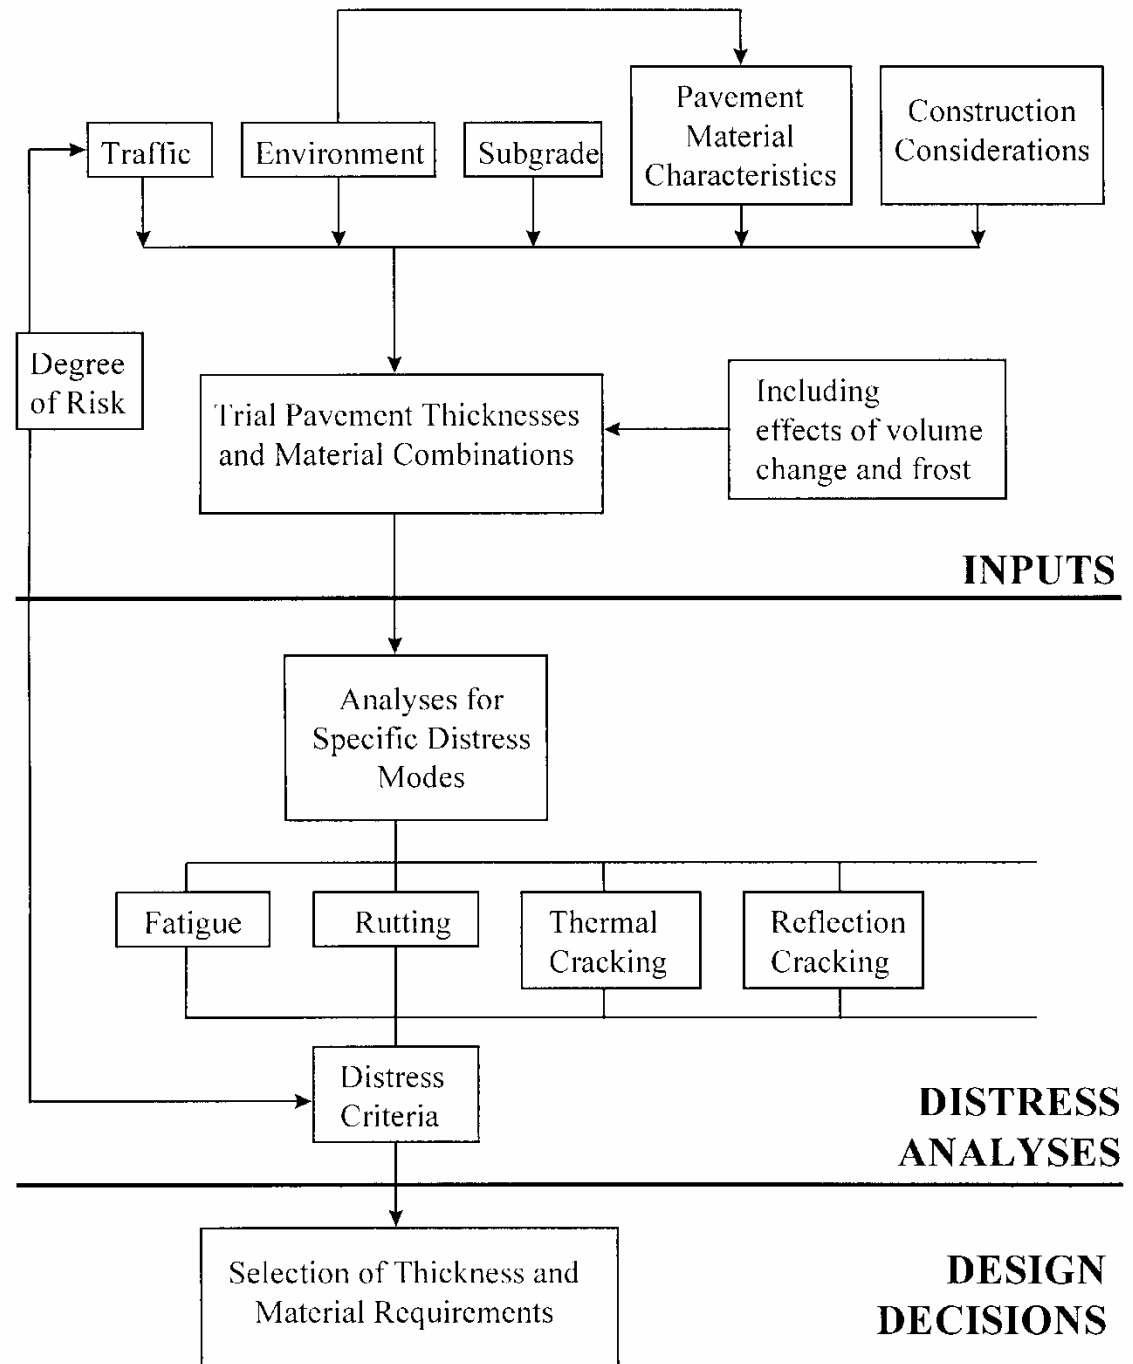 Traffic
Environment
Subgrade
Pavement
Material
Characteristics
Construction
Considerations
Degree
of Risk
Trial Pavement Thicknesses
and Material Combinations
Including
effects of volume
change and frost
INPUTS
Analyses for
Specific Distress
Modes
Fatigue
Rutting
Thermal
Cracking
Reflection
Cracking
Distress
Criteria
DISTRESS
ANALYSES
Selection of Thickness and
Material Requirements
DESIGN
DECISIONS